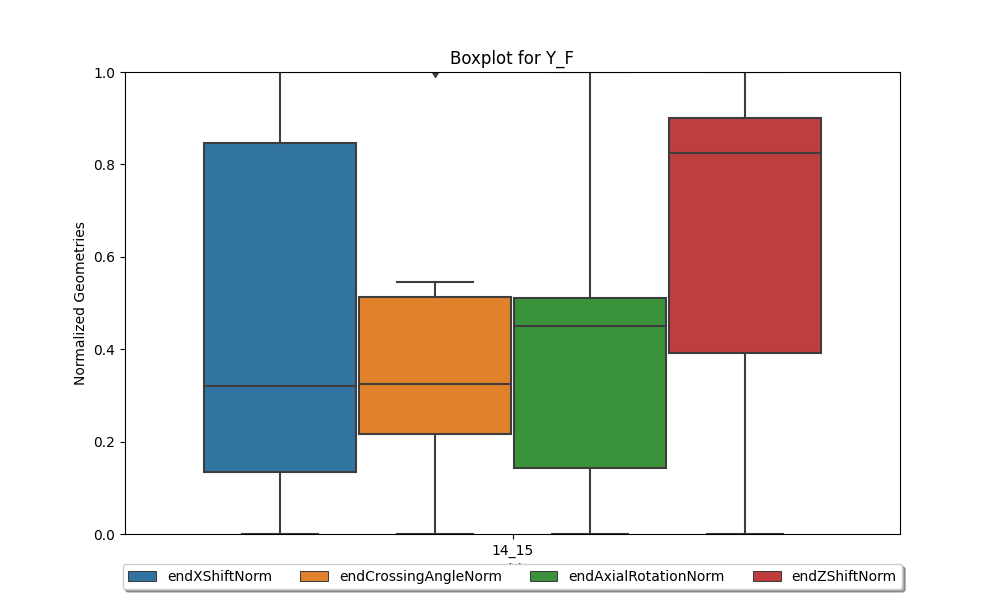 Boxplot for Y_F
Normalized Geometries
1.0
0.8
0.6
0.4
0.2
0.0
14_15
endXShiftNorm endCrossingAngleNorm endAxialRotationNorm endZShiftNorm